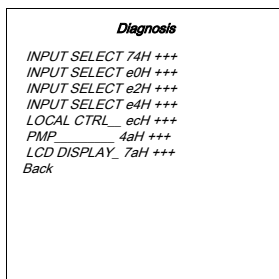 Diagnosis
INPUT SELECT 74H +++
INPUT SELECT e0H +++
INPUT SELECT e2H +++
INPUT SELECT e4H +++
LOCAL CTRL__ ecH +++
PMP________ 4aH +++
LCD DISPLAY_ 7aH +++
Back